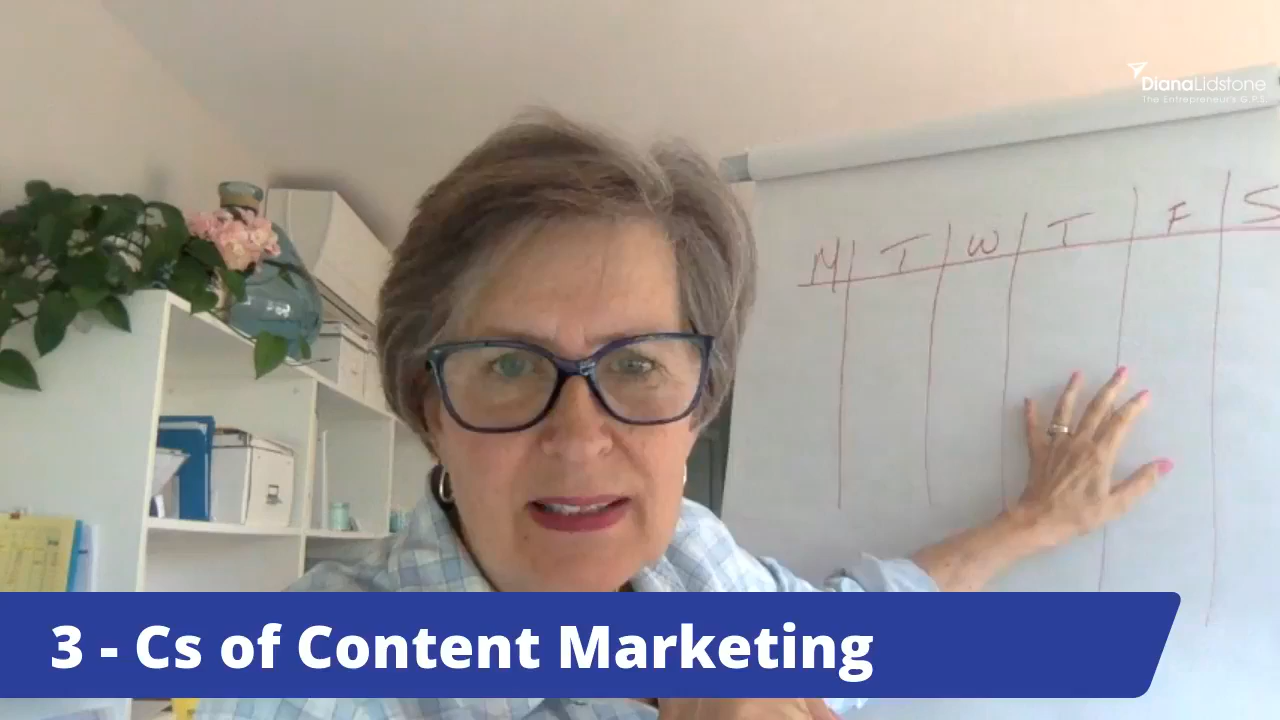 DianaLidstone
The Entrepreneur's G.P.S.
M T W T F S
3 - Cs of Content Marketing